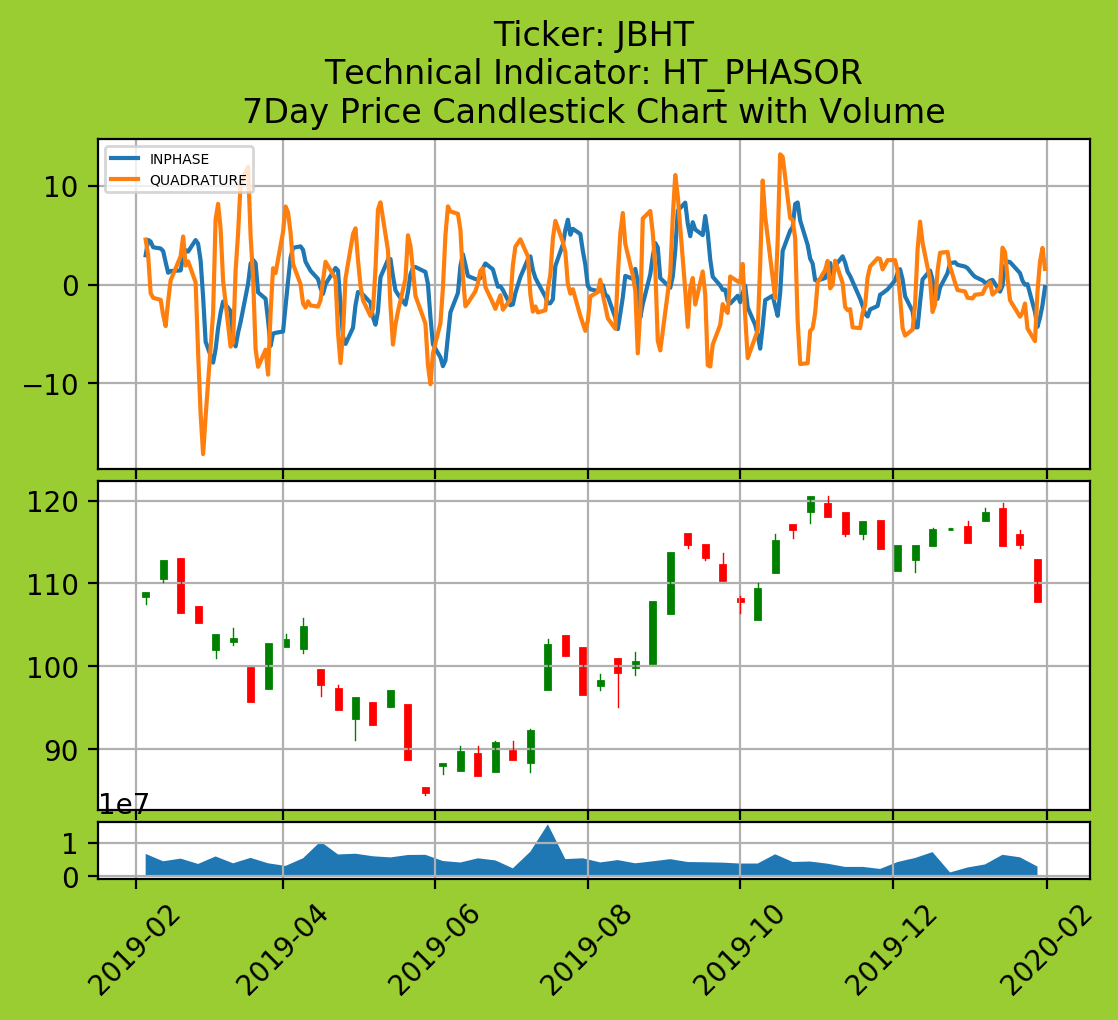 Ticker: JBHT
Technical Indicator: HT_PHASOR
7Day Price Candlestick Chart with Volume
INPHASE
QUADRATURE
10
0
−10
120
110
100
90
1e7
1
0
2019-02
2019-04
2019-06
2019-08
2019-10
2019-12
2020-02